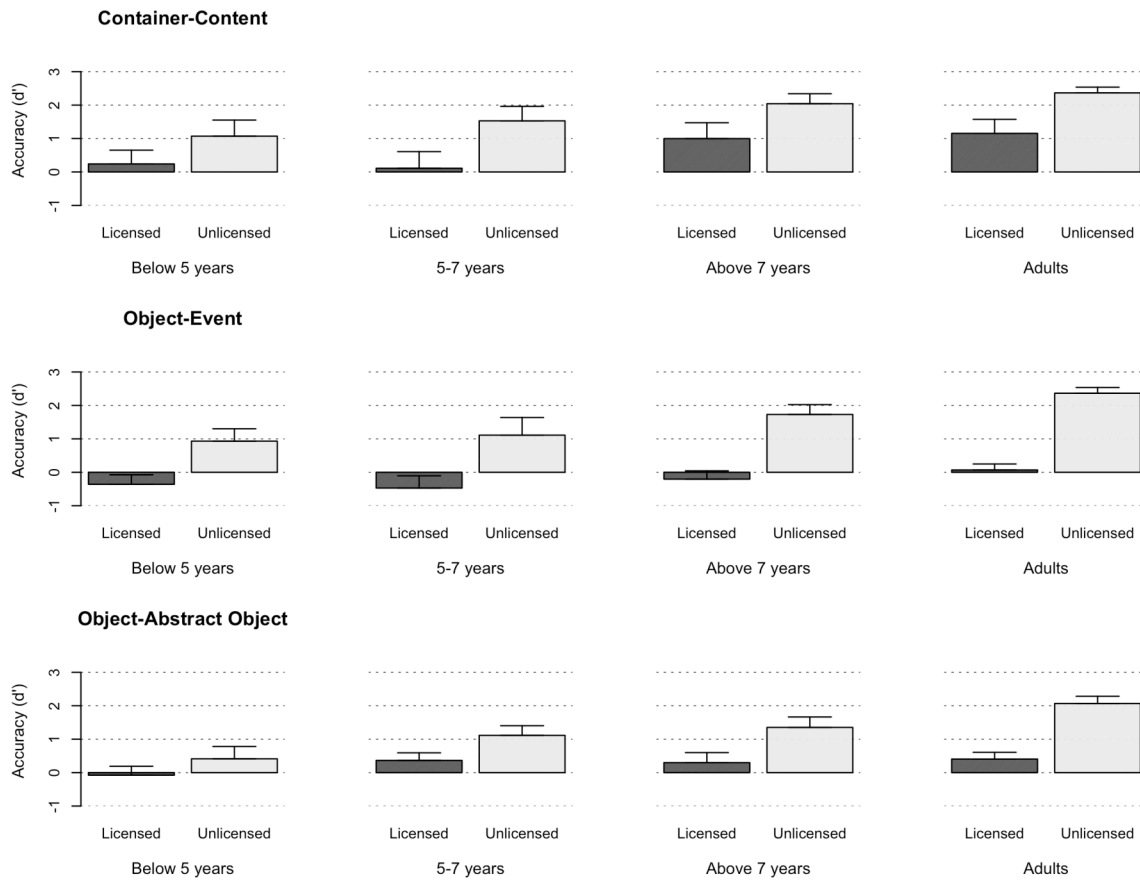 Container-Content
Accuracy (d')
3
2
1
0
-1
Licensed Unlicensed Licensed Unlicensed Licensed Unlicensed Licensed Unlicensed
Below 5 years 5-7 years Above 7 years Adults
Object-Event
Accuracy (d')
3
2
1
0
-1
Licensed Unlicensed Licensed Unlicensed Licensed Unlicensed Licensed Unlicensed
Below 5 years 5-7 years Above 7 years Adults
Object-Abstract Object
Accuracy (d')
3
2
1
0
-1
Licensed Unlicensed Licensed Unlicensed Licensed Unlicensed Licensed Unlicensed
Below 5 years 5-7 years Above 7 years Adults